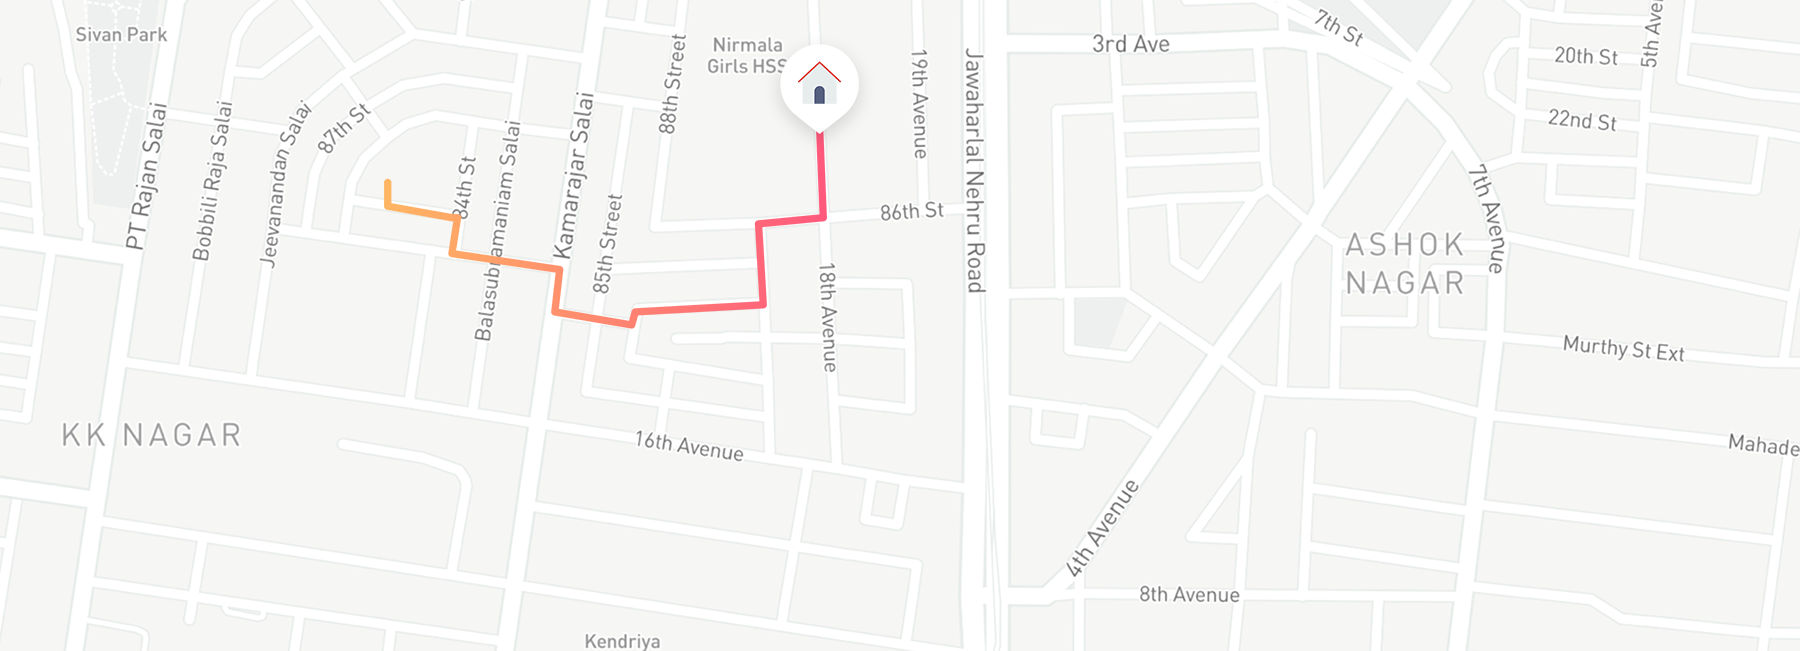 Sivan Park
Nirmala
Girls HSS
3rd Ave
7th St
20th St
5th Ave
22nd St
88th Street
19th Avenue
Jawaharlal Nehru Road
PT Rajan Salai
Bobbili Raja Salai
Jeevanandan Salai
87th St
84th St
Balasubramaniam Salai
Kamarajar Salai
85th Street
86th St
18th Avenue
7th Avenue
ASHOK
NAGAR
Murthy St Ext
KK NAGAR
16th Avenue
Mahade
4th Avenue
8th Avenue
Kendriya